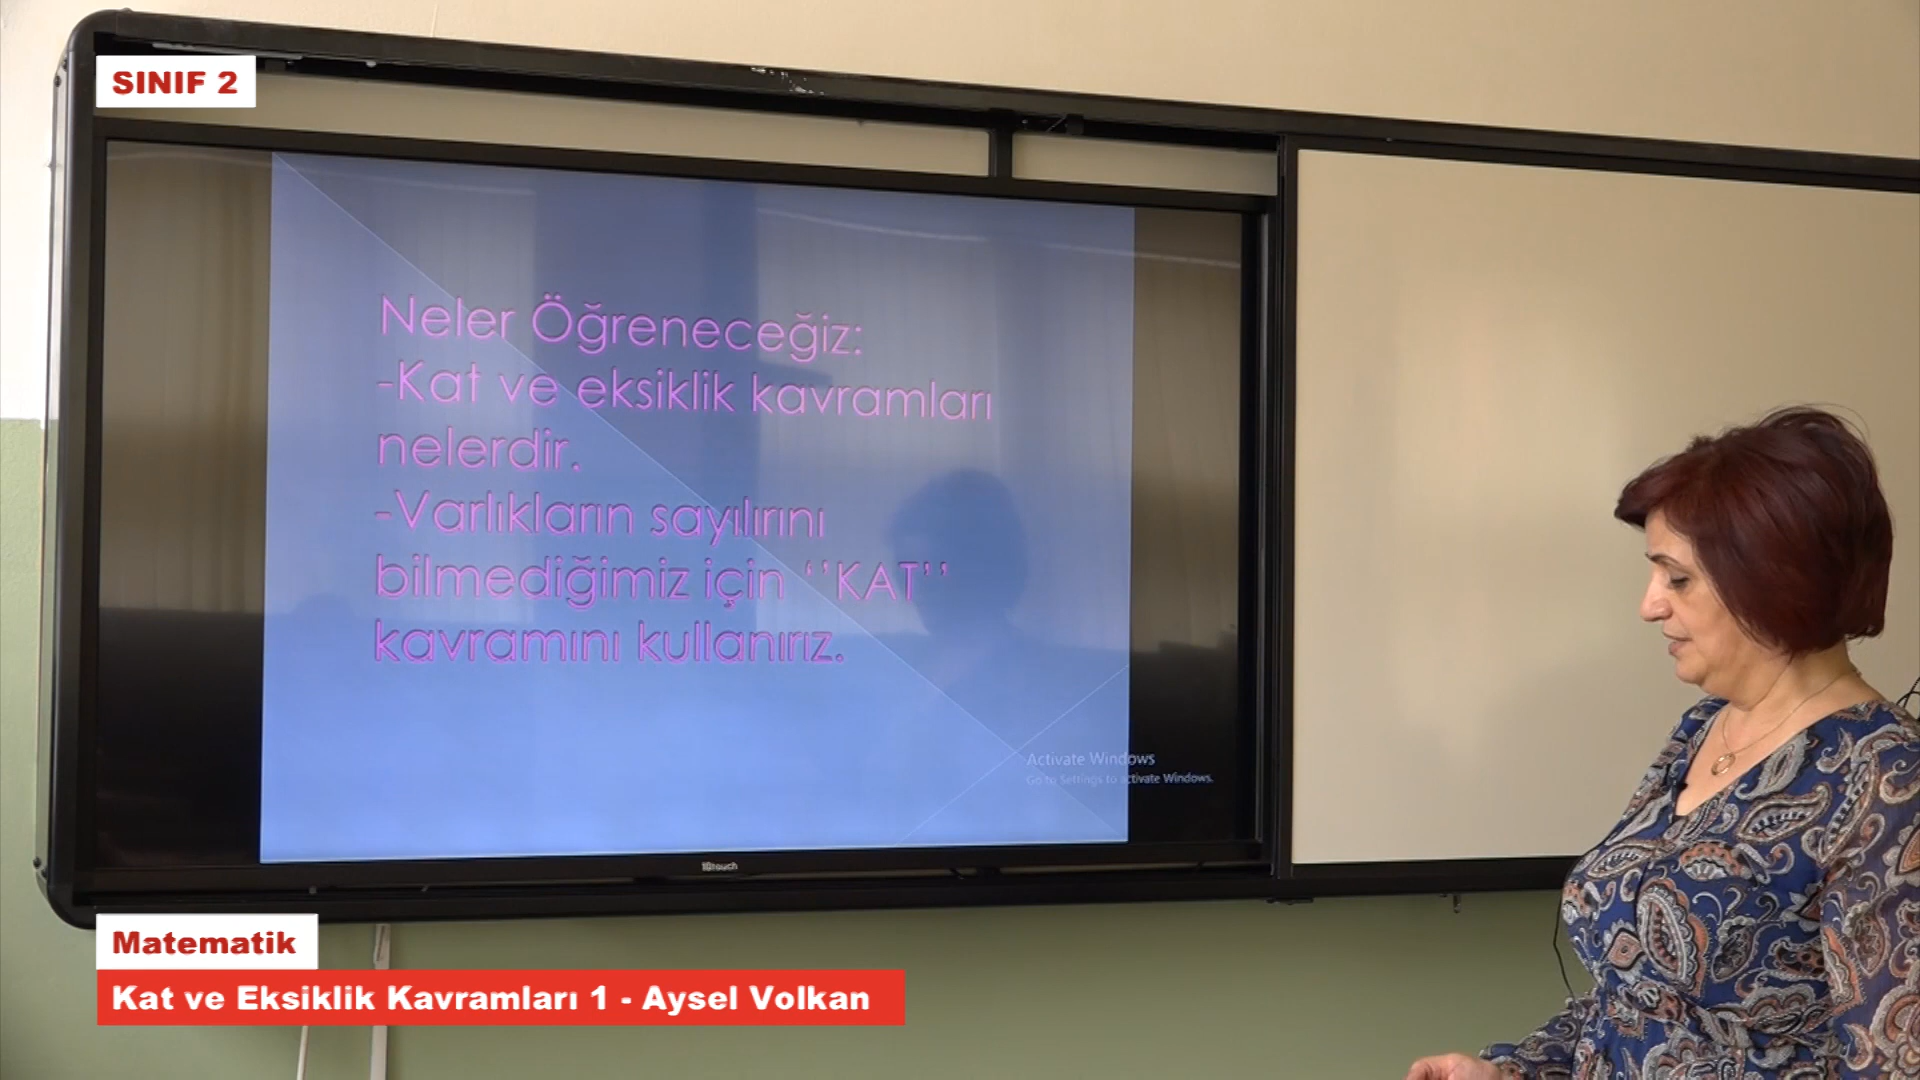 SINIF 2
Neler Öğreneceğiz:
-Kat ve eksiklik kavramları
nelerdir.
-Varlıkların sayılırını
bilmediğimiz için ‘’KAT’’
kavramını kullanırız.
Activate Windows
Go to Settings to activate Windows.
touch
Matematik
Kat ve Eksiklik Kavramları 1 - Aysel Volkan